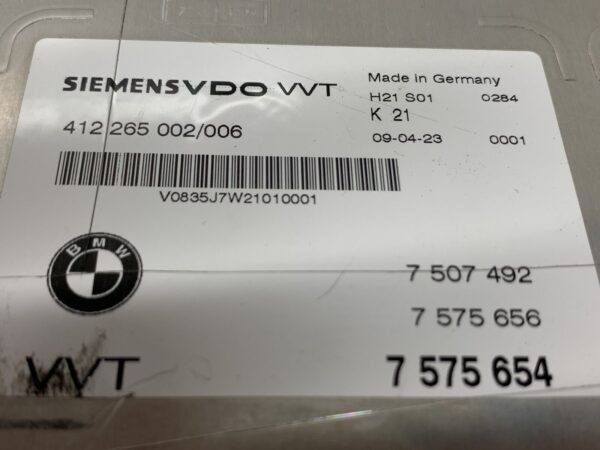 SIEMENSVDO VVT
Made in Germany
H21 S01 0284
K 21
412 265 002/006
09-04-23 0001
V0835J7W21010001
BMW
7 507 492
7 575 656
VVT 7 575 654